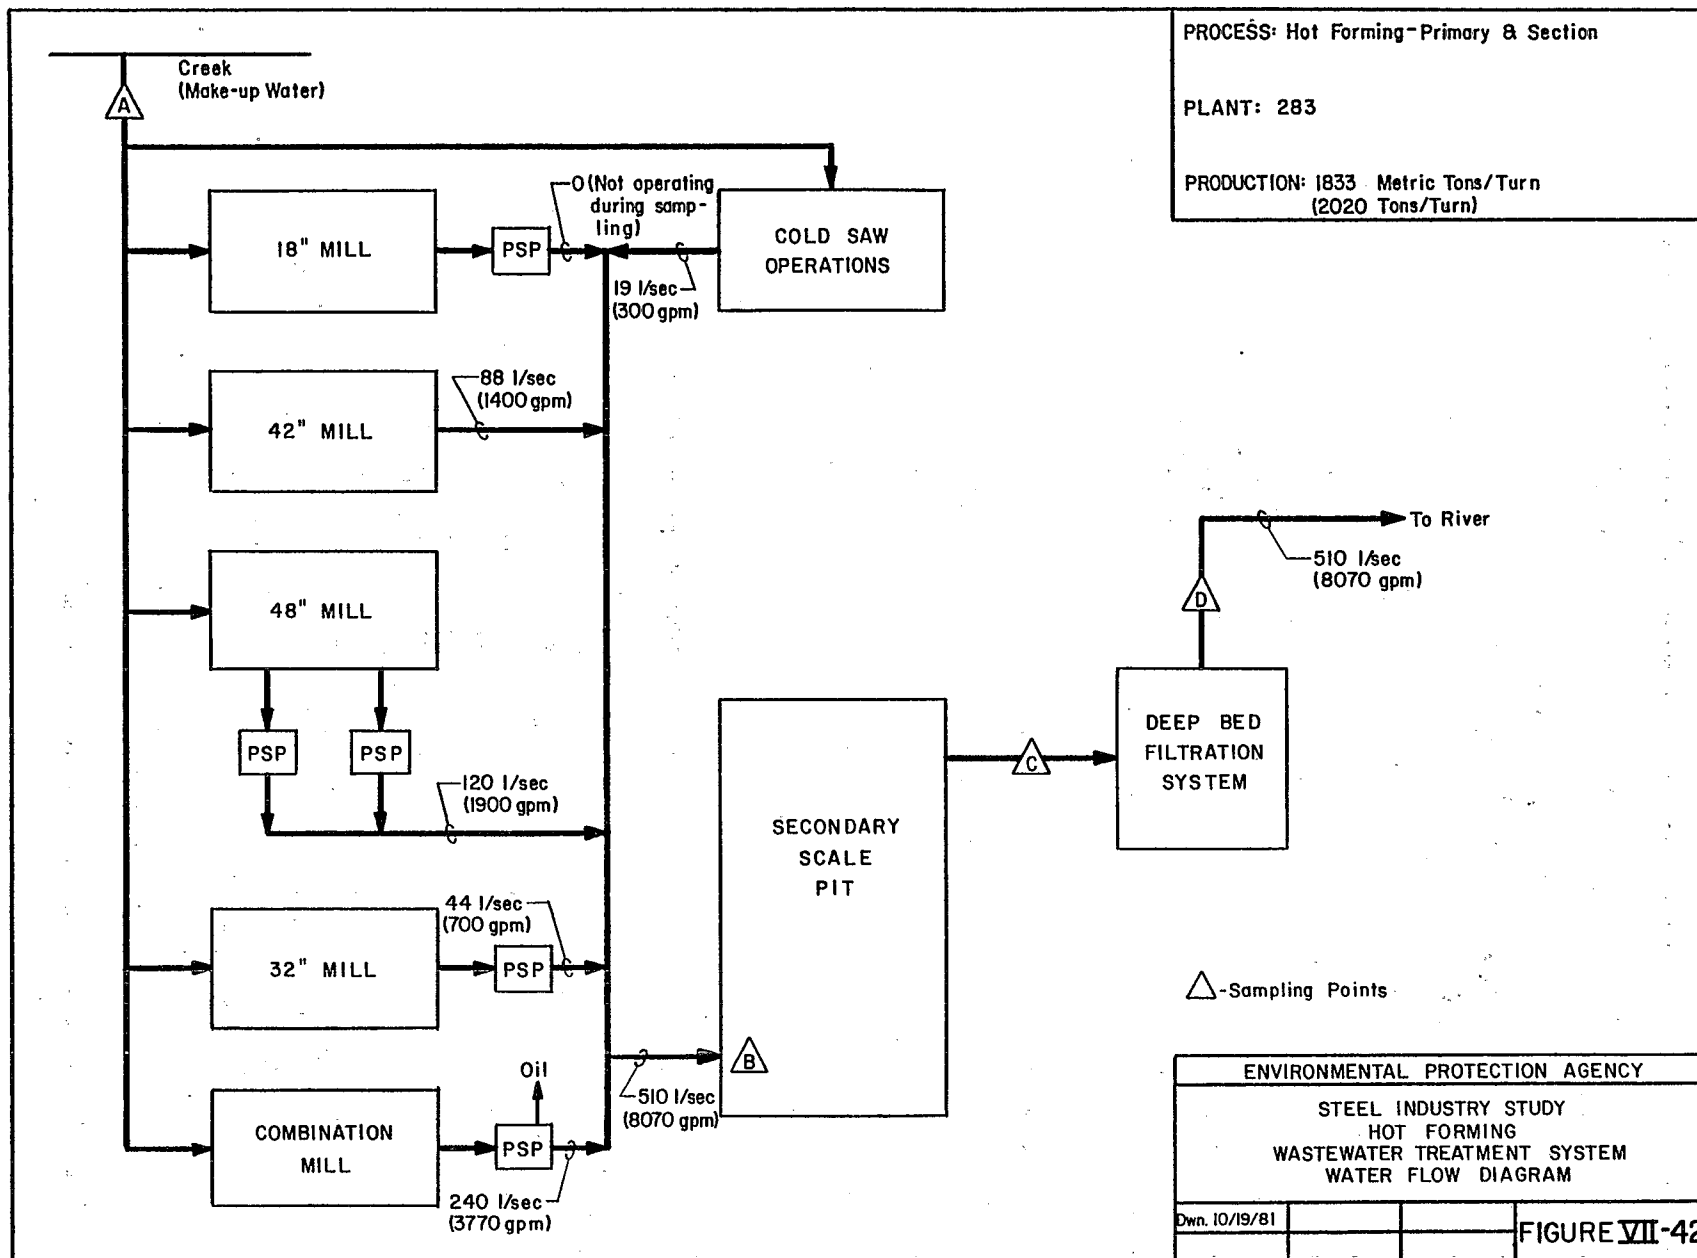 PROCESS: Hot Forming-Primary & Section
PLANT: 283
PRODUCTION: 1833 Metric Tons/Turn
(2020 Tons/Turn)
Creek
(Make-up Water)
A
18" MILL
PSP
0 (Not operating
during samp-
ling)
COLD SAW
OPERATIONS
19 l/sec
(300 gpm)
42" MILL
88 l/sec
(1400 gpm)
48" MILL
PSP
PSP
120 l/sec
(1900 gpm)
32" MILL
PSP
44 l/sec
(700 gpm)
COMBINATION
MILL
PSP
Oil
240 l/sec
(3770 gpm)
510 l/sec
(8070 gpm)
B
SECONDARY
SCALE
PIT
C
DEEP BED
FILTRATION
SYSTEM
D
To River
510 l/sec
(8070 gpm)
-Sampling Points
ENVIRONMENTAL PROTECTION AGENCY
STEEL INDUSTRY STUDY
HOT FORMING
WASTEWATER TREATMENT SYSTEM
WATER FLOW DIAGRAM
Dwn. 10/19/81
FIGURE VII-42